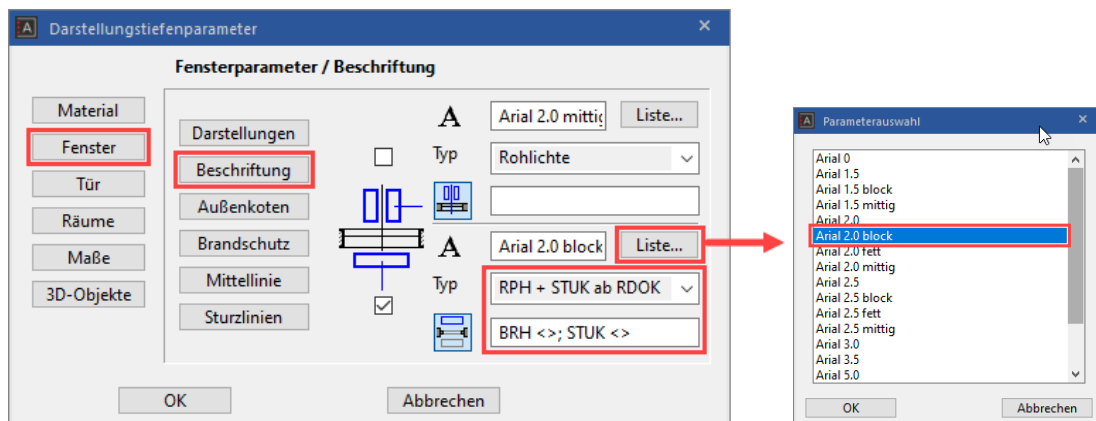 Darstellungstiefenparameter
Fensterparameter / Beschriftung
Material
Fenster
Tür
Räume
Maße
3D-Objekte
Darstellungen
Beschriftung
Außenkoten
Brandschutz
Mittellinie
Sturzlinien
A
Arial 2.0 mittig
Liste...
Typ
Rohlichte
A
Arial 2.0 block
Liste...
Typ
RPH + STUK ab RDOK
BRH <>; STUK <>
OK
Abbrechen
Parameterauswahl
Arial 0
Arial 1.5
Arial 1.5 block
Arial 1.5 mittig
Arial 2.0
Arial 2.0 block
Arial 2.0 fett
Arial 2.0 mittig
Arial 2.5
Arial 2.5 block
Arial 2.5 fett
Arial 2.5 mittig
Arial 3.0
Arial 3.5
Arial 5.0
OK
Abbrechen